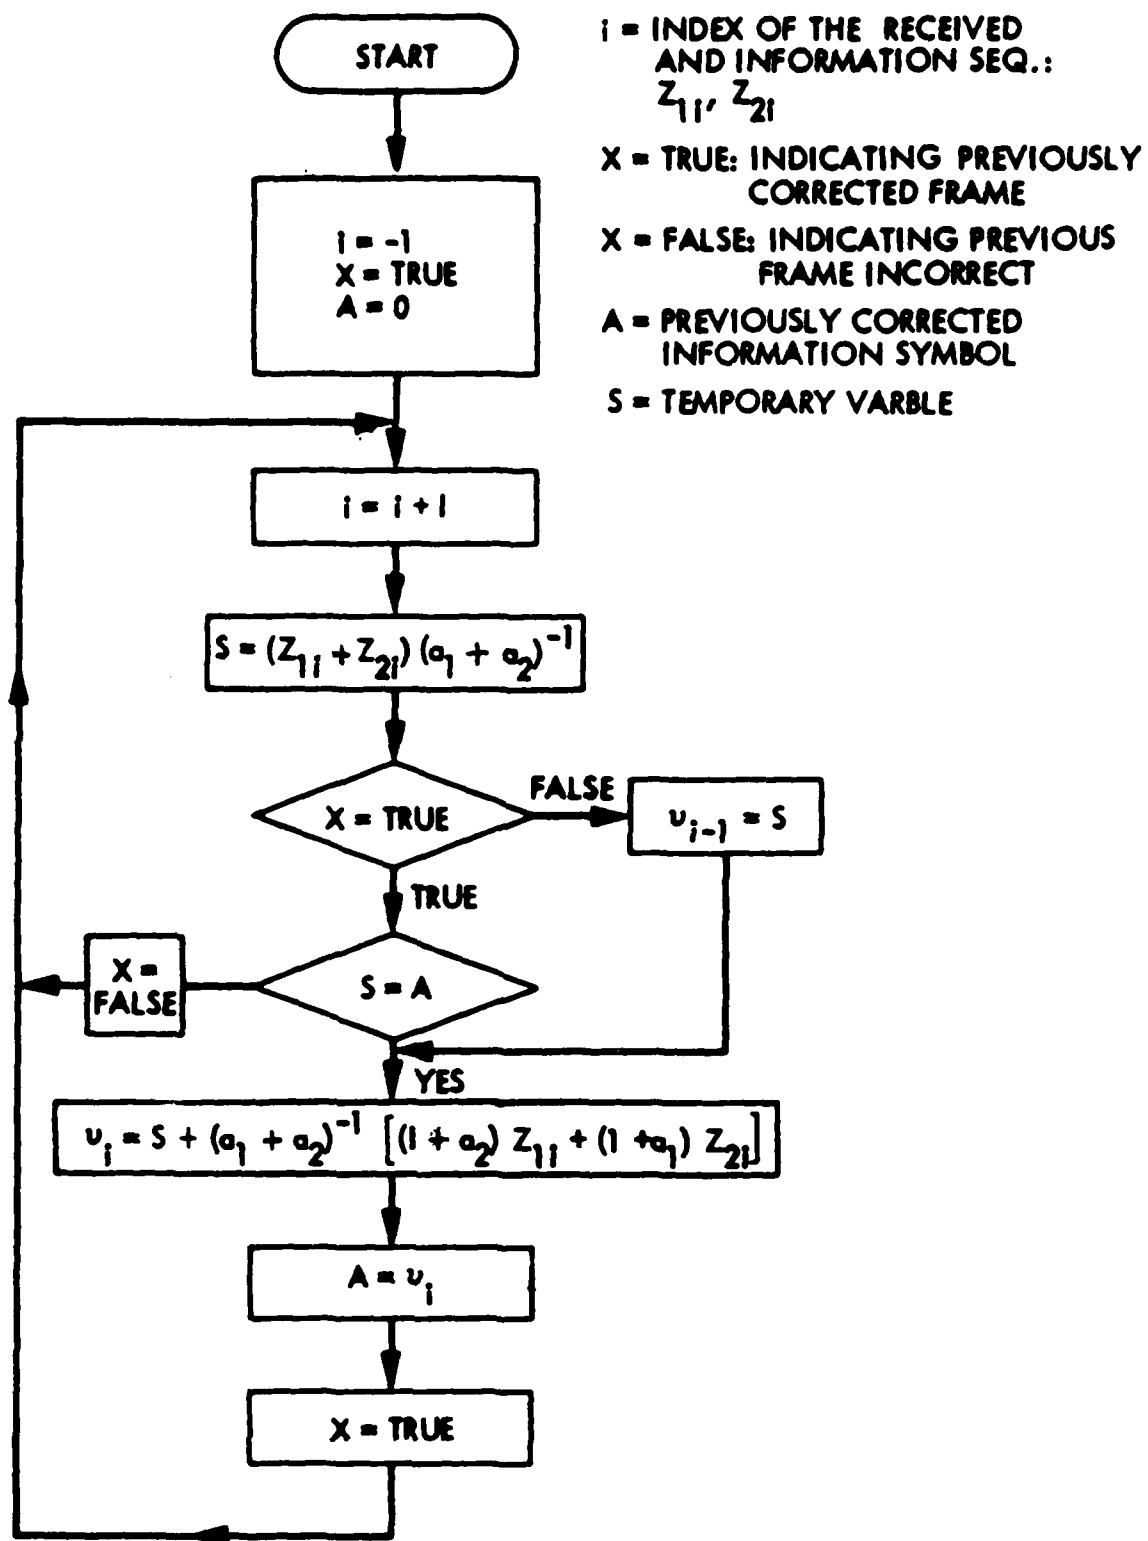 START
i = INDEX OF THE RECEIVED
AND INFORMATION SEQ.:
Z₁ᵢ, Z₂ᵢ
X = TRUE: INDICATING PREVIOUSLY
CORRECTED FRAME
X = FALSE: INDICATING PREVIOUS
FRAME INCORRECT
A = PREVIOUSLY CORRECTED
INFORMATION SYMBOL
S = TEMPORARY VARBLE
i = -1
X = TRUE
A = 0
i = i + 1
S = (Z₁ᵢ + Z₂ᵢ) (a₁ + a₂)⁻¹
X = TRUE
FALSE
υᵢ₋₁ = S
TRUE
X =
FALSE
S = A
YES
υᵢ = S + (a₁ + a₂)⁻¹ [(1 + a₂) Z₁ᵢ + (1 + a₁) Z₂ᵢ]
A = υᵢ
X = TRUE